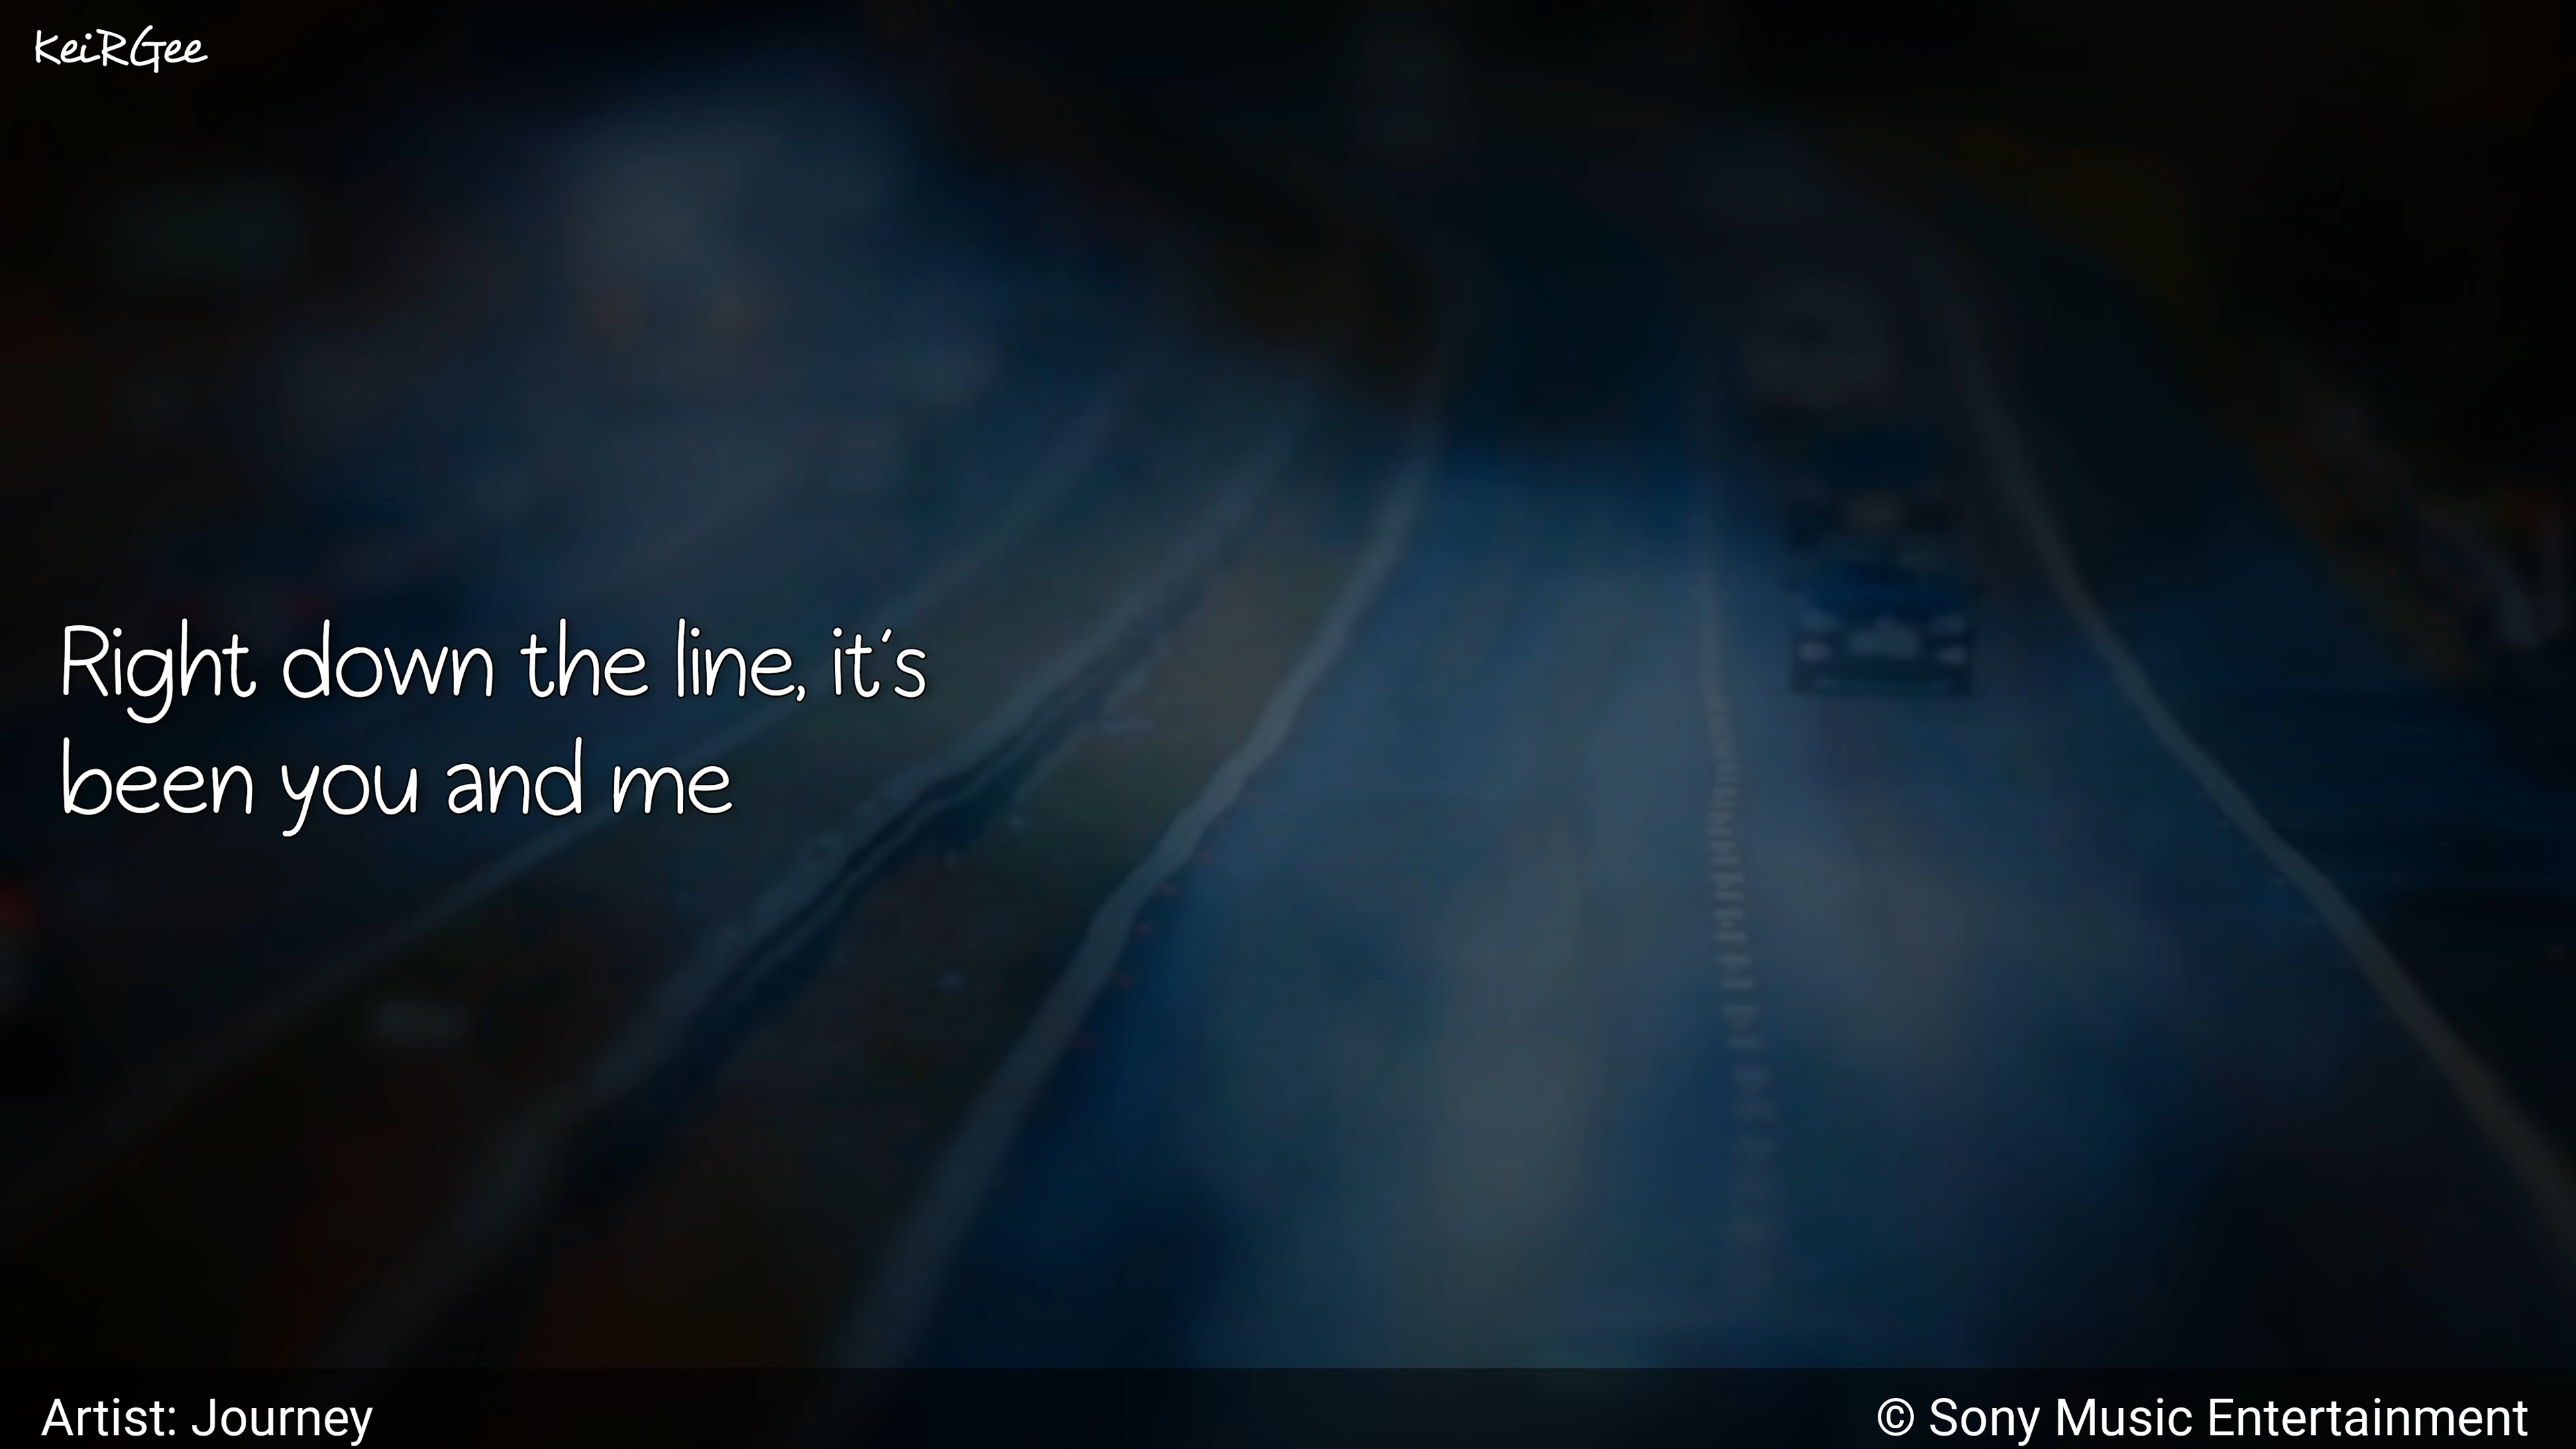 KeiRGee
Right down the line, it's
been you and me
Artist: Journey
© Sony Music Entertainment